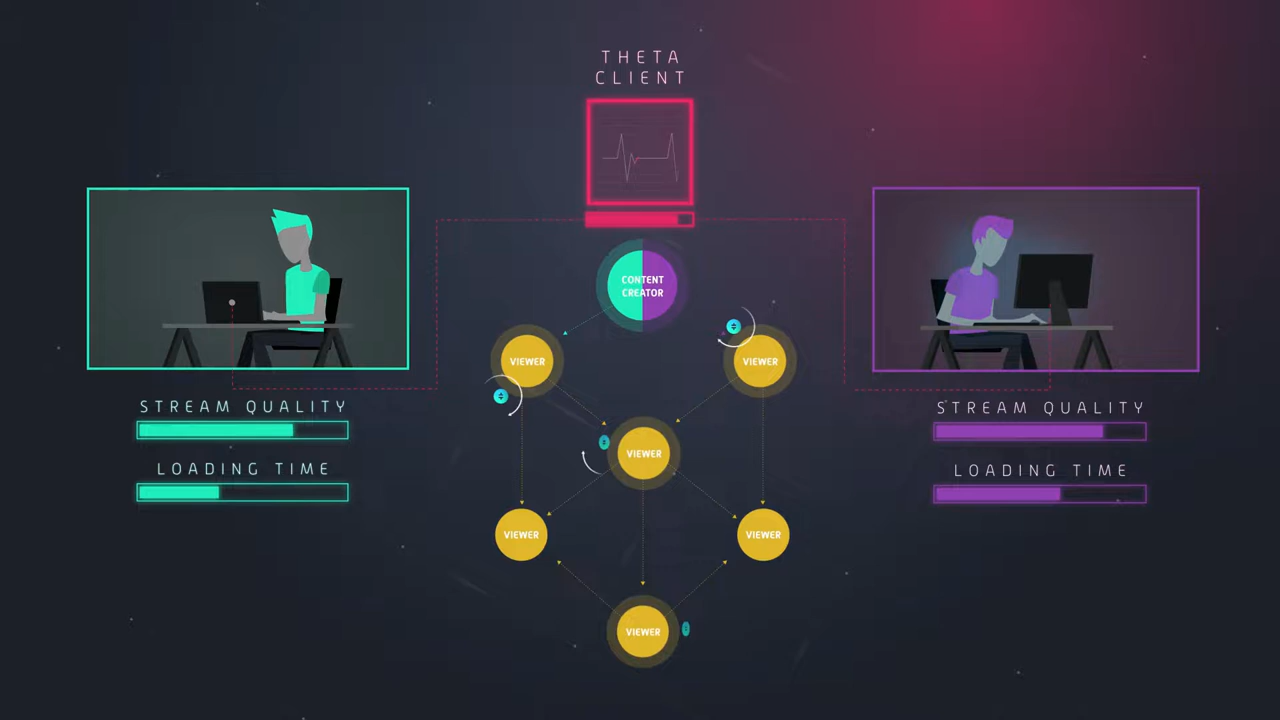 THETA
CLIENT
CONTENT
CREATOR
VIEWER
VIEWER
STREAM QUALITY
STREAM QUALITY
VIEWER
LOADING TIME
LOADING TIME
VIEWER
VIEWER
VIEWER